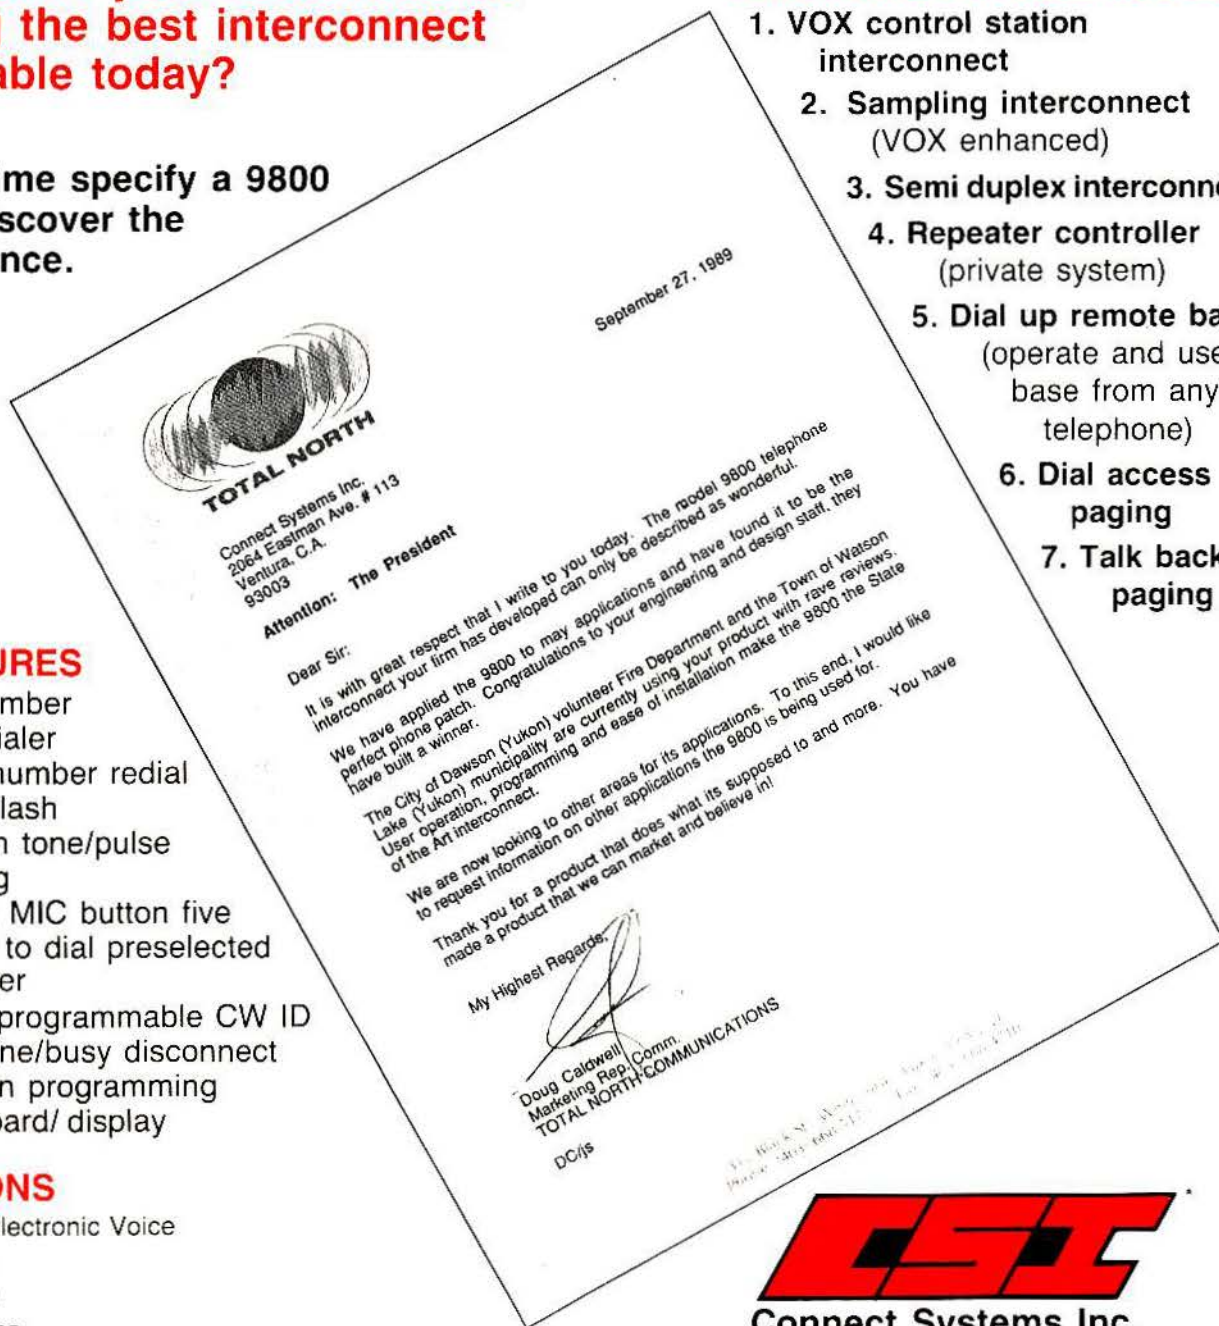 the best interconnect
able today?
me specify a 9800
scover the
nce.
1. VOX control station
interconnect
2. Sampling interconnect
(VOX enhanced)
3. Semi duplex interconne
4. Repeater controller
(private system)
5. Dial up remote ba
(operate and use
base from any
telephone)
6. Dial access
paging
7. Talk back
paging
September 27, 1989
TOTAL NORTH
Connect Systems Inc.
2064 Eastman Ave. # 113
Ventura, C.A.
93003
Attention: The President
Dear Sir:
It is with great respect that I write to you today. The model 9800 telephone
interconnect your firm has developed can only be described as wonderful.
We have applied the 9800 to may applications and have found it to be the
perfect phone patch. Congratulations to your engineering and design staff, they
have built a winner.
The City of Dawson (Yukon) volunteer Fire Department and the Town of Watson
Lake (Yukon) municipality are currently using your product with rave reviews.
User operation, programming and ease of installation make the 9800 the State
of the Art interconnect.
We are now looking to other areas for its applications. To this end, I would like
to request information on other applications the 9800 is being used for.
Thank you for a product that does what its supposed to and more. You have
made a product that we can market and believe in!
My Highest Regards,
Doug Caldwell
Marketing Rep. Comm.
TOTAL NORTH COMMUNICATIONS
DC/js
URES
mber
ialer
number redial
lash
n tone/pulse
g
MIC button five
to dial preselected
er
programmable CW ID
ne/busy disconnect
n programming
oard/ display
ONS
lectronic Voice
CSI
Connect Systems Inc.